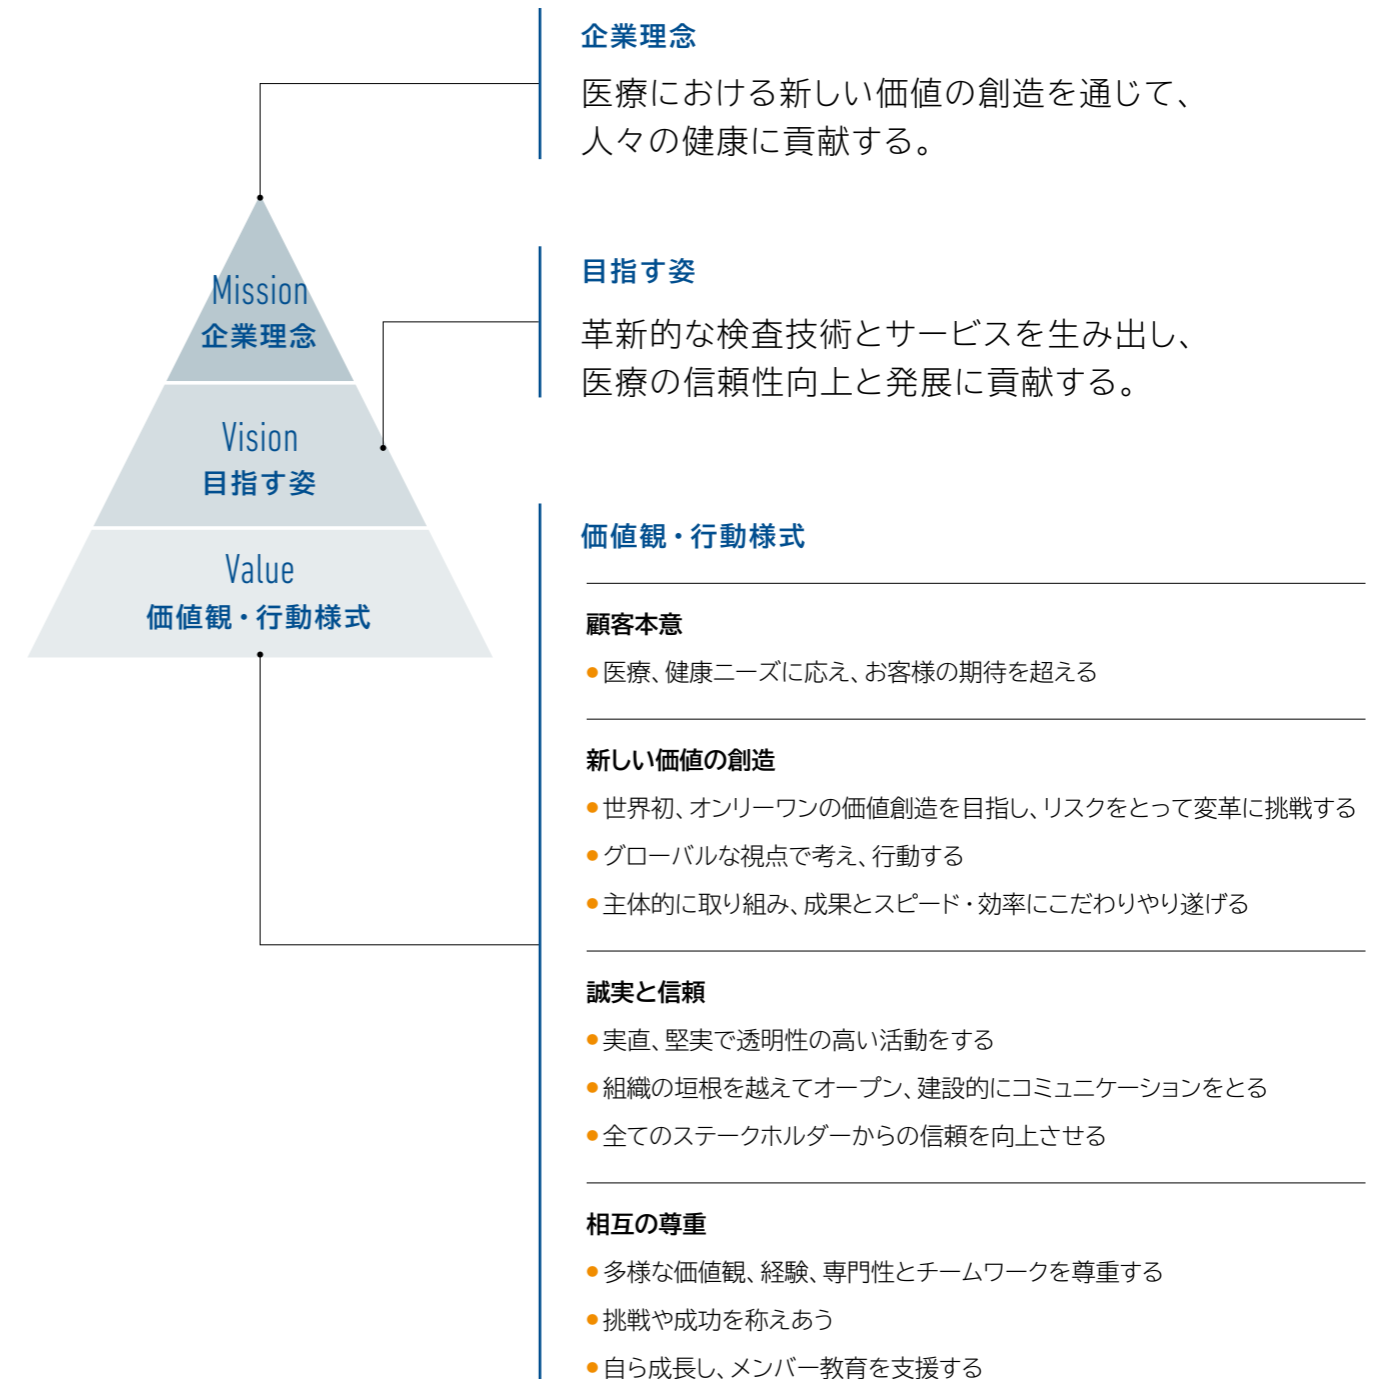 企業理念
医療における新しい価値の創造を通じて、
人々の健康に貢献する。
Mission
企業理念
目指す姿
革新的な検査技術とサービスを生み出し、
医療の信頼性向上と発展に貢献する。
Vision
目指す姿
Value
価値観・行動様式
価値観・行動様式
顧客本意
●医療、健康ニーズに応え、お客様の期待を超える
新しい価値の創造
●世界初、オンリーワンの価値創造を目指し、リスクをとって変革に挑戦する
●グローバルな視点で考え、行動する
●主体的に取り組み、成果とスピード・効率にこだわりやり遂げる
誠実と信頼
●実直、堅実で透明性の高い活動をする
●組織の垣根を越えてオープン、建設的にコミュニケーションをとる
●全てのステークホルダーからの信頼を向上させる
相互の尊重
●多様な価値観、経験、専門性とチームワークを尊重する
●挑戦や成功を称えあう
●自ら成長し、メンバー教育を支援する